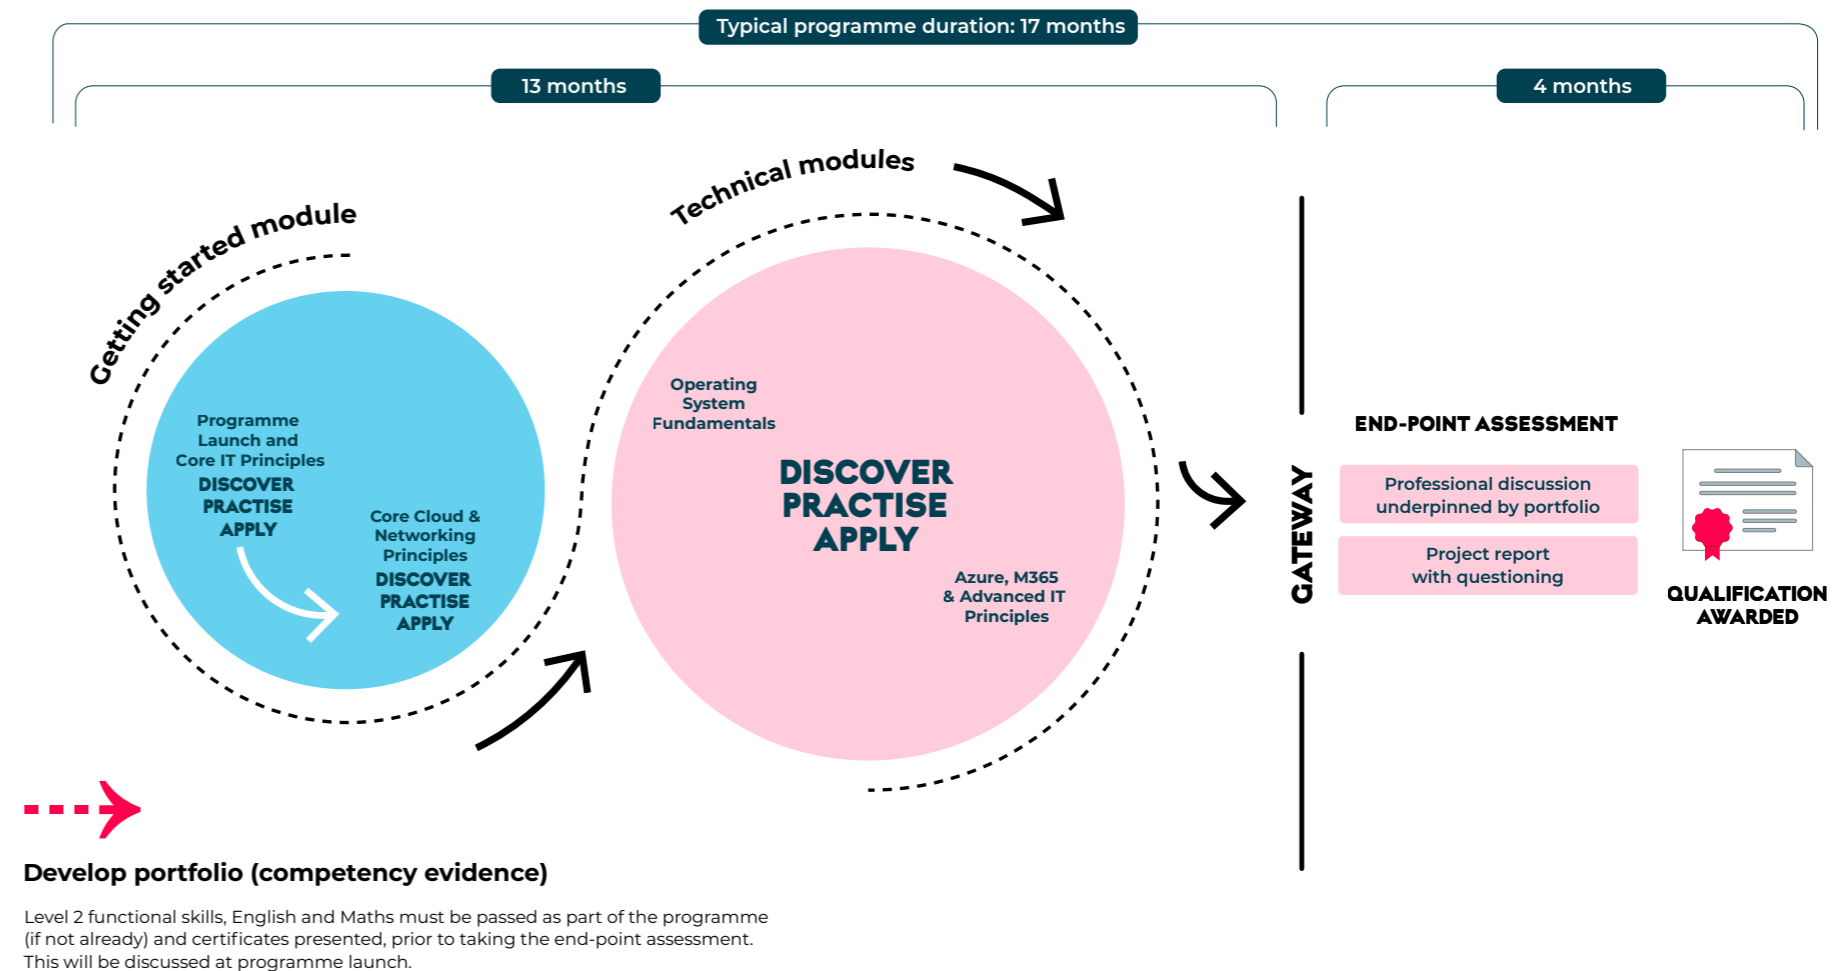 Typical programme duration: 17 months
13 months
4 months
Getting started module
Technical modules
Programme
Launch and
Core IT Principles
DISCOVER
PRACTISE
APPLY
Core Cloud &
Networking
Principles
DISCOVER
PRACTISE
APPLY
Operating
System
Fundamentals
DISCOVER
PRACTISE
APPLY
Azure, M365
& Advanced IT
Principles
GATEWAY
END-POINT ASSESSMENT
Professional discussion
underpinned by portfolio
Project report
with questioning
QUALIFICATION
AWARDED
Develop portfolio (competency evidence)
Level 2 functional skills, English and Maths must be passed as part of the programme
(if not already) and certificates presented, prior to taking the end-point assessment.
This will be discussed at programme launch.